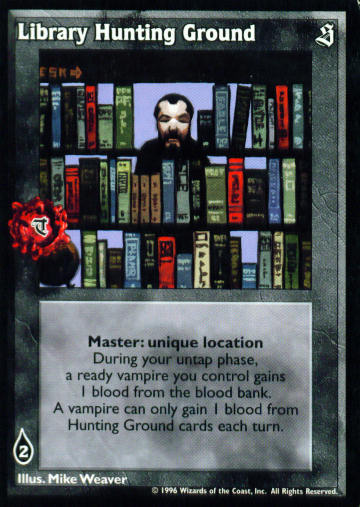 Library Hunting Ground
ESK
Master: unique location
During your untap phase,
a ready vampire you control gains
1 blood from the blood bank.
A vampire can only gain 1 blood from
Hunting Ground cards each turn.
2
Illus. Mike Weaver
© 1996 Wizards of the Coast, Inc. All Rights Reserved.